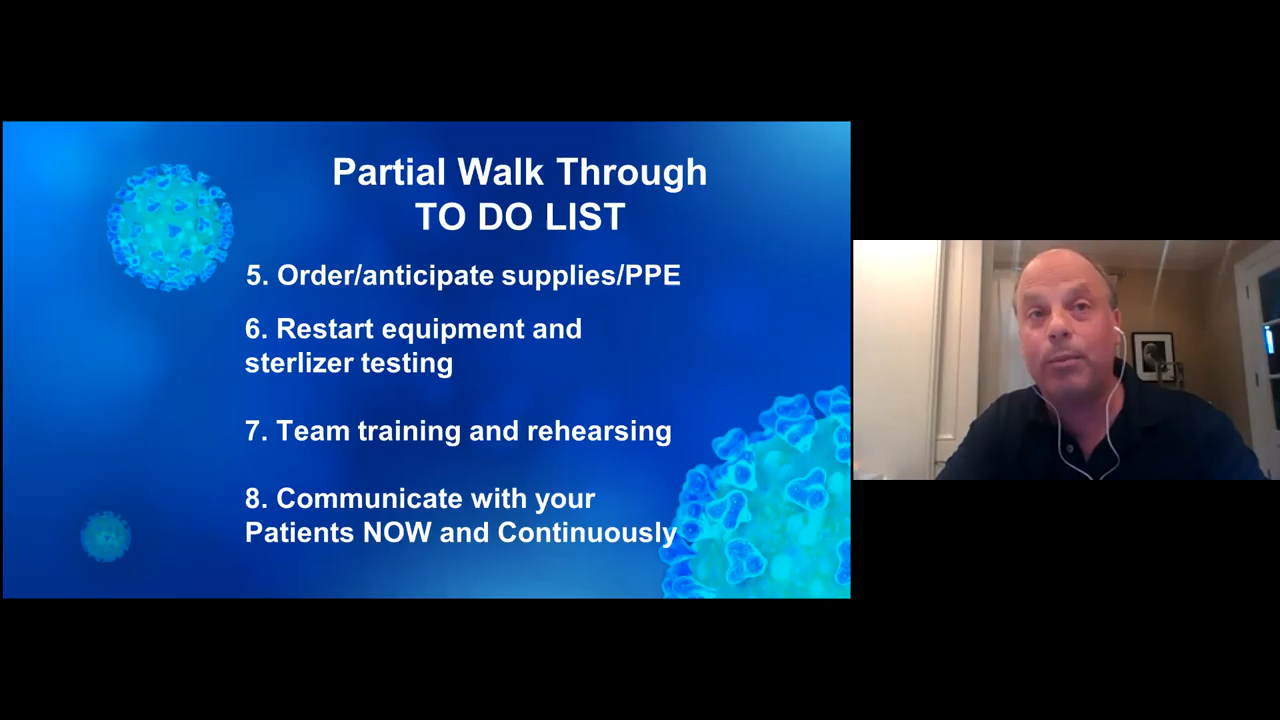 Partial Walk Through
TO DO LIST
5. Order/anticipate supplies/PPE
6. Restart equipment and
sterlizer testing
7. Team training and rehearsing
8. Communicate with your
Patients NOW and Continuously